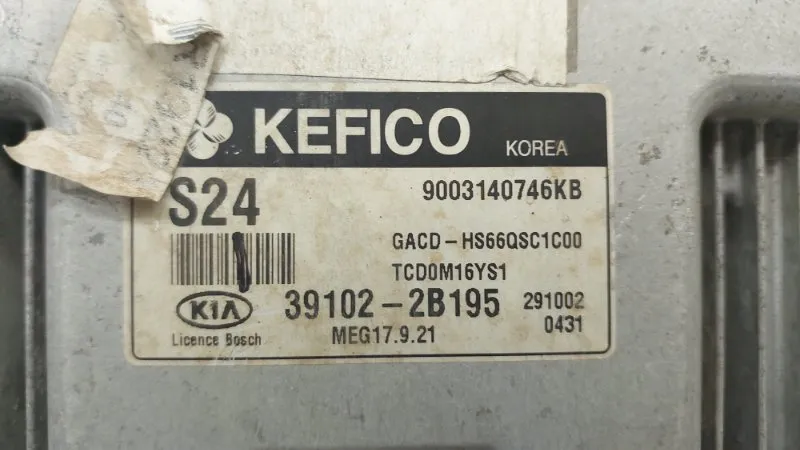 KEFICO KOREA
S24 9003140746KB
GACD-HS66QSC1C00
TCD0M16YS1
KIA 39102-2B195 291002
Licence Bosch MEG17.9.21 0431